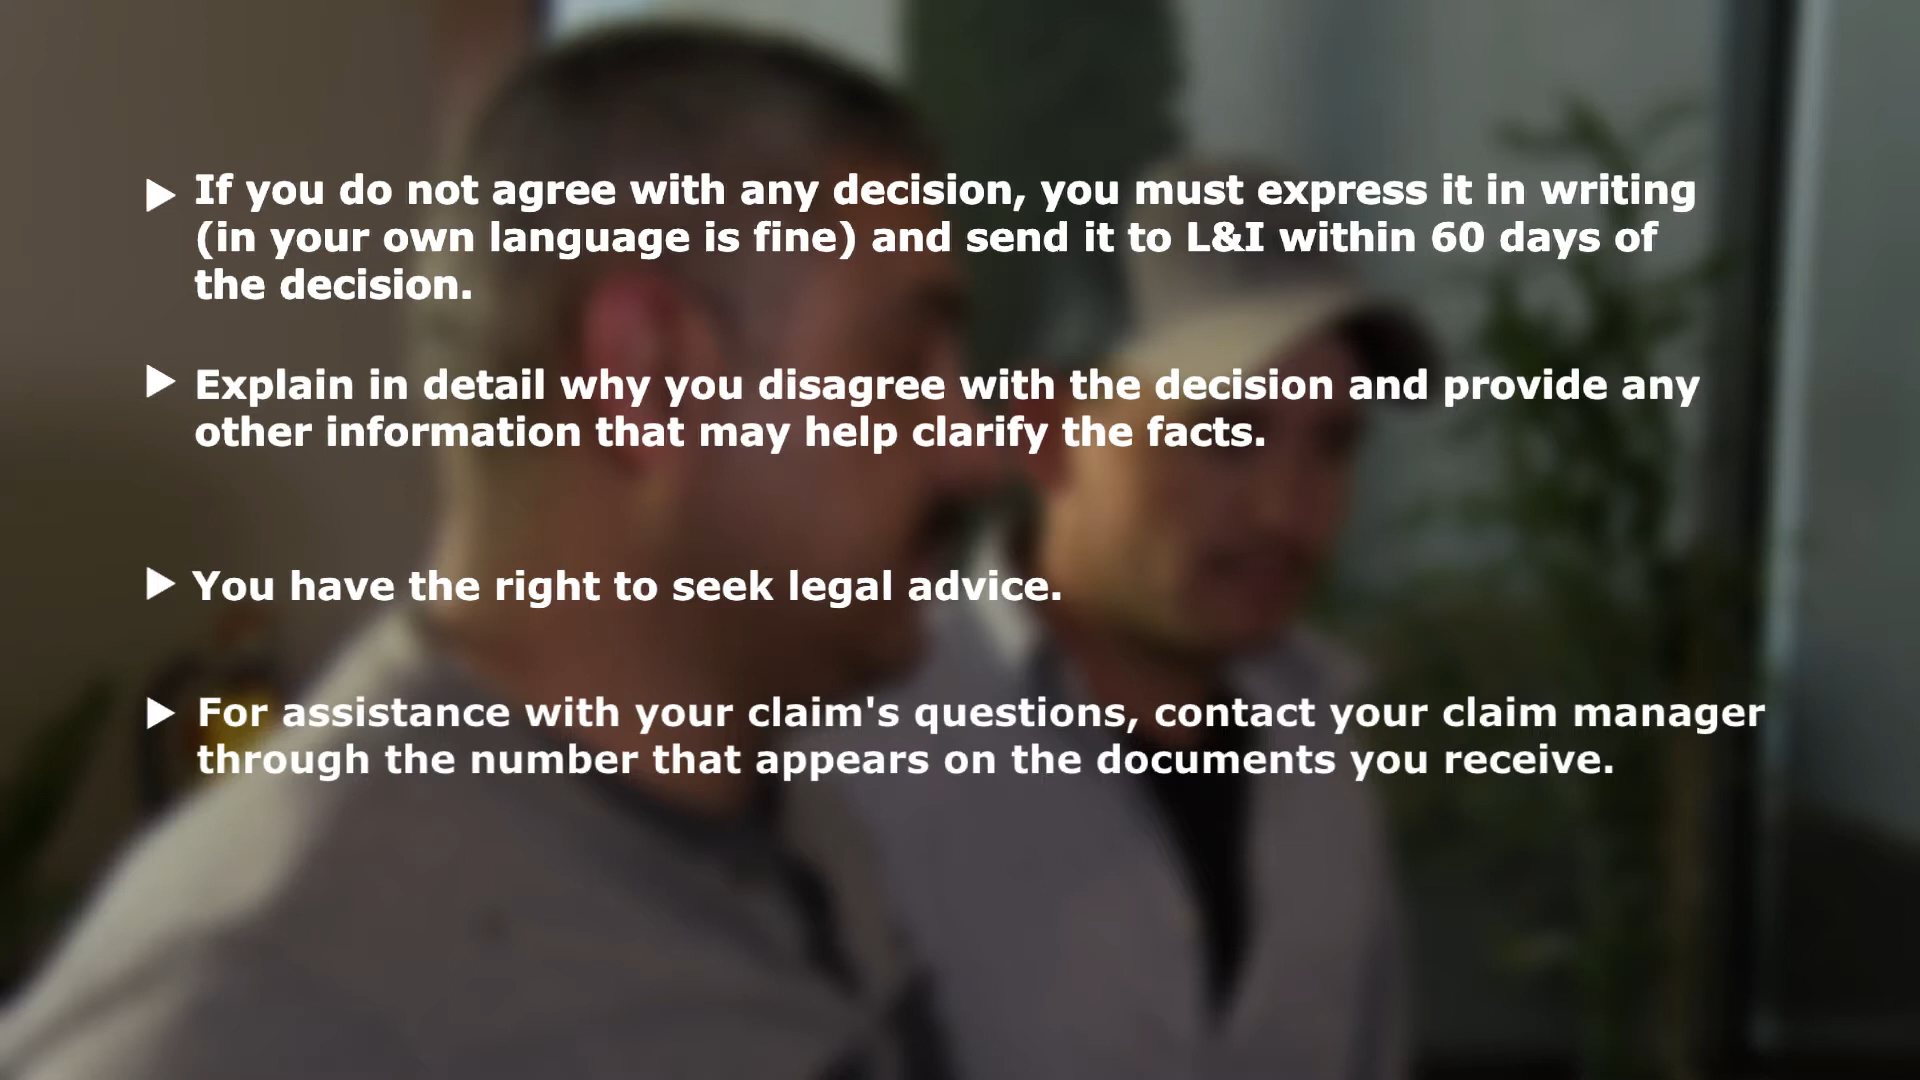 If you do not agree with any decision, you must express it in writing
(in your own language is fine) and send it to L&I within 60 days of
the decision.
Explain in detail why you disagree with the decision and provide any
other information that may help clarify the facts.
You have the right to seek legal advice.
For assistance with your claim's questions, contact your claim manager
through the number that appears on the documents you receive.